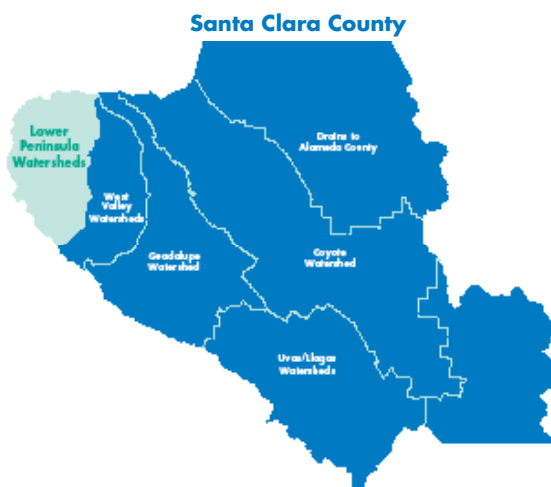 Santa Clara County
Lower
Peninsula
Watersheds
Drains to
Alameda County
West
Valley
Watersheds
Guadalupe
Watershed
Coyote
Watershed
Uvas/Llagas
Watersheds